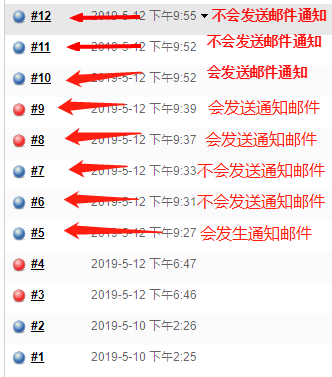 #12 2019-5-12 下午9:55 不会发送邮件通知
#11 2019-5-12 下午9:52 不会发送邮件通知
#10 2019-5-12 下午9:52 会发送邮件通知
#9 2019-5-12 下午9:39 会发送通知邮件
#8 2019-5-12 下午9:37 会发送通知邮件
#7 2019-5-12 下午9:33 不会发送通知邮件
#6 2019-5-12 下午9:31 不会发送通知邮件
#5 2019-5-12 下午9:27 会发生通知邮件
#4 2019-5-12 下午6:47
#3 2019-5-12 下午6:46
#2 2019-5-10 下午2:26
#1 2019-5-10 下午2:25